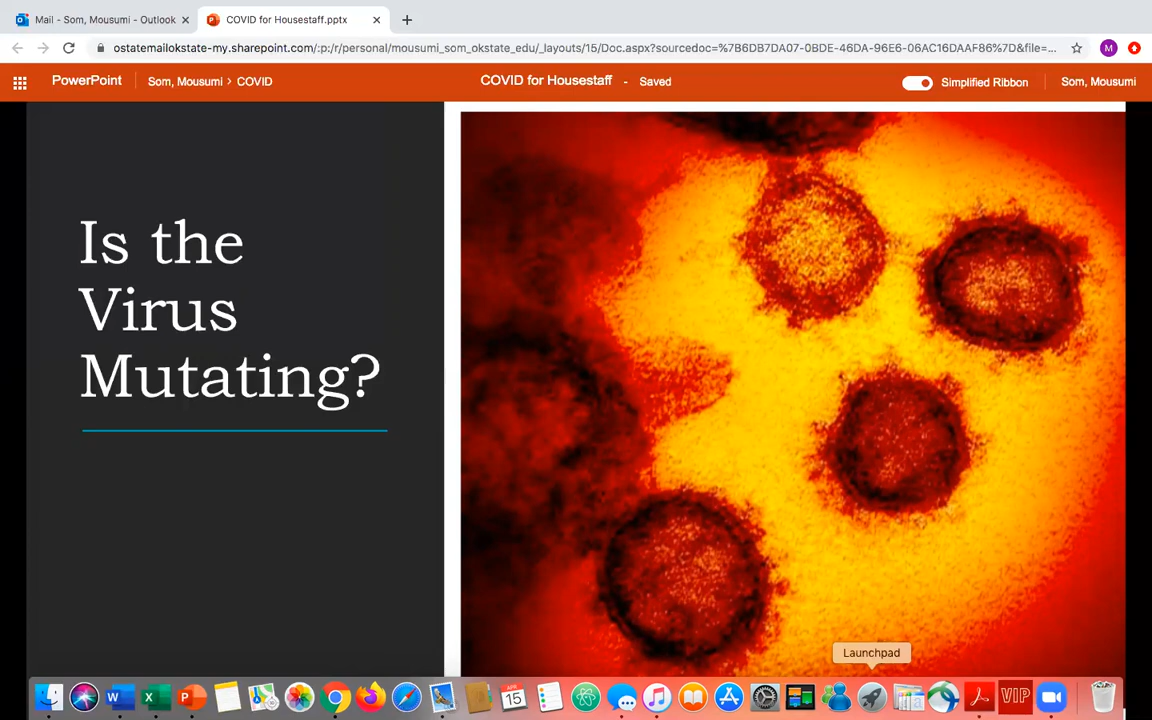 Mail - Som, Mousumi - Outlook
COVID for Housestaff.pptx
ostatemailokstate-my.sharepoint.com/:p:/r/personal/mousumi_som_okstate_edu/_layouts/15/Doc.aspx?sourcedoc=%7B6DB7DA07-0BDE-46DA-96E6-06AC16DAAF86%7D&file=...
M
PowerPoint
Som, Mousumi > COVID
COVID for Housestaff - Saved
Simplified Ribbon
Som, Mousumi
Is the
Virus
Mutating?
Launchpad
APR
15
VIP